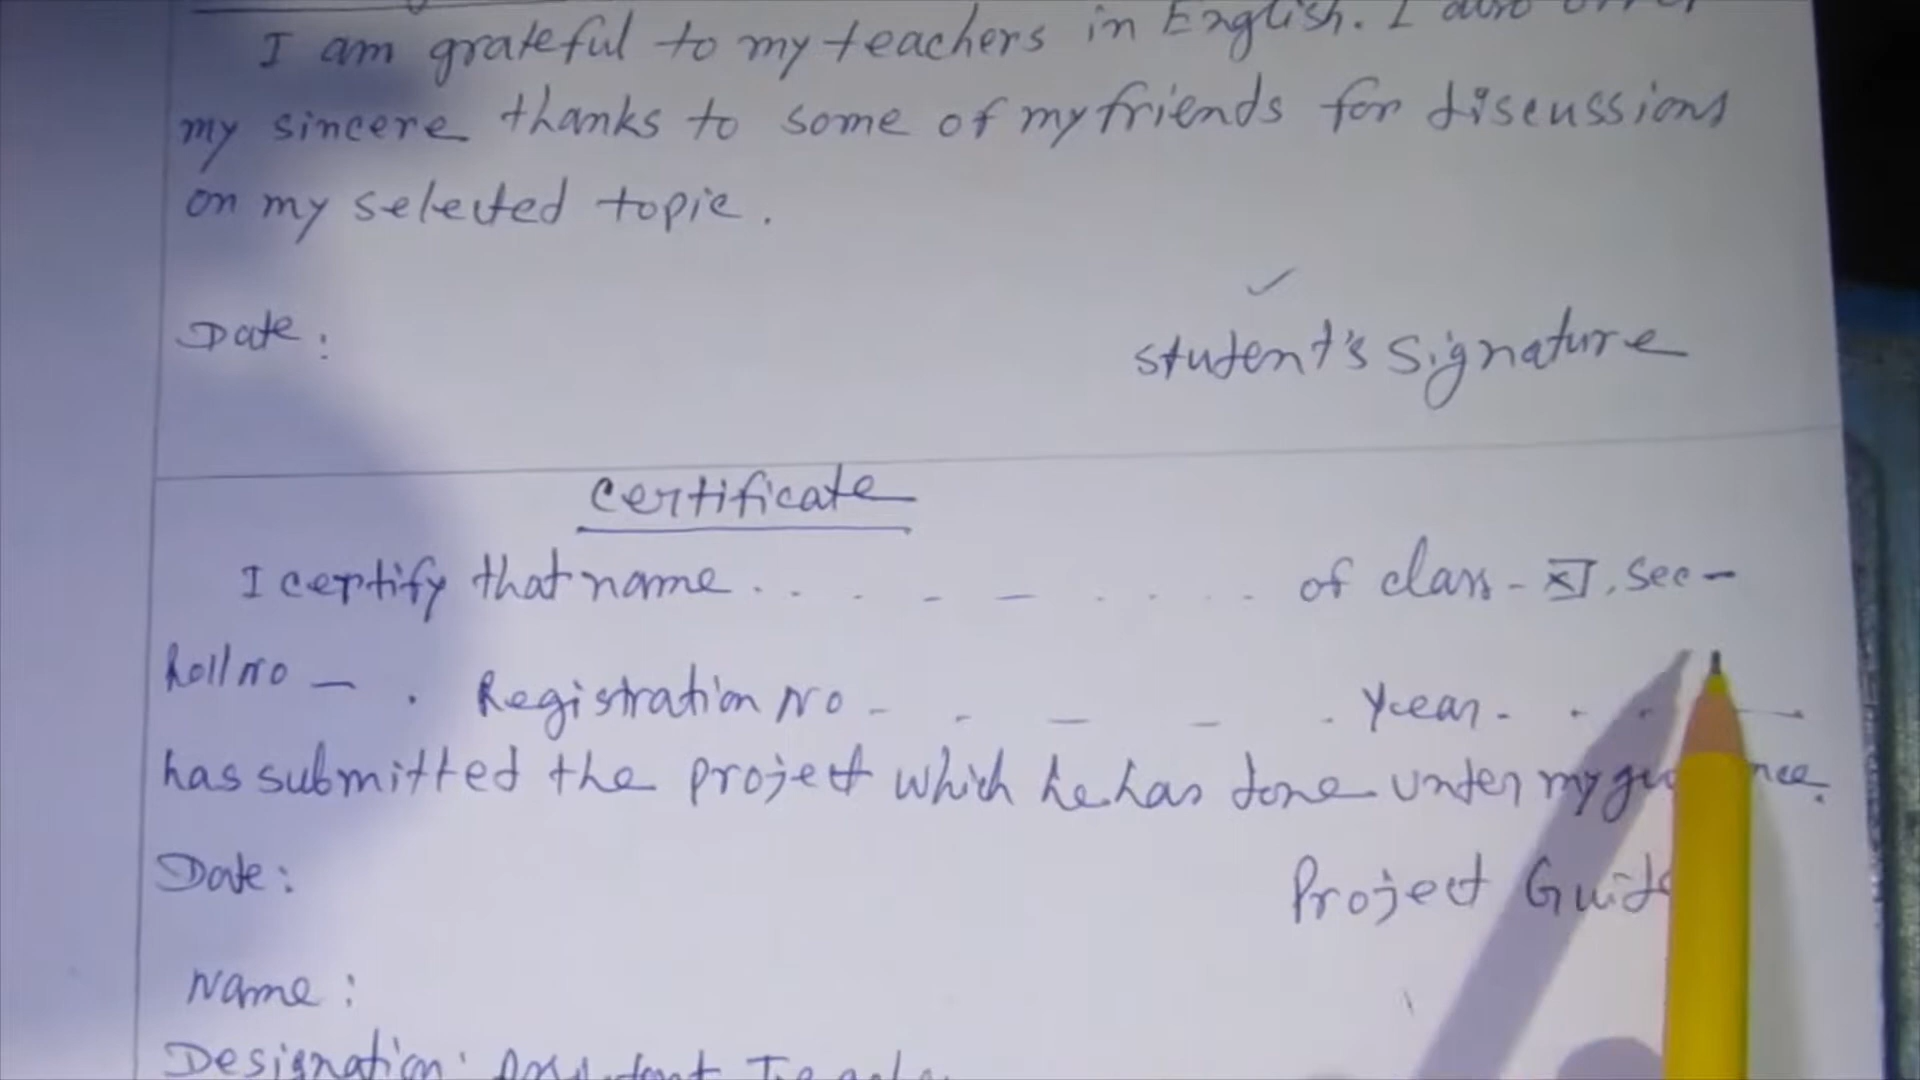 I am grateful to my teachers in English. I also offer
my sincere thanks to some of my friends for discussions
on my selected topic.
Date:
student's signature
Certificate
I certify that name . . . - - . . . . of class - XI, Sec -
Roll no - . Registration No - - - - . Year - . . -
has submitted the project which he has done under my
Date:
Project
Name:
Designation: